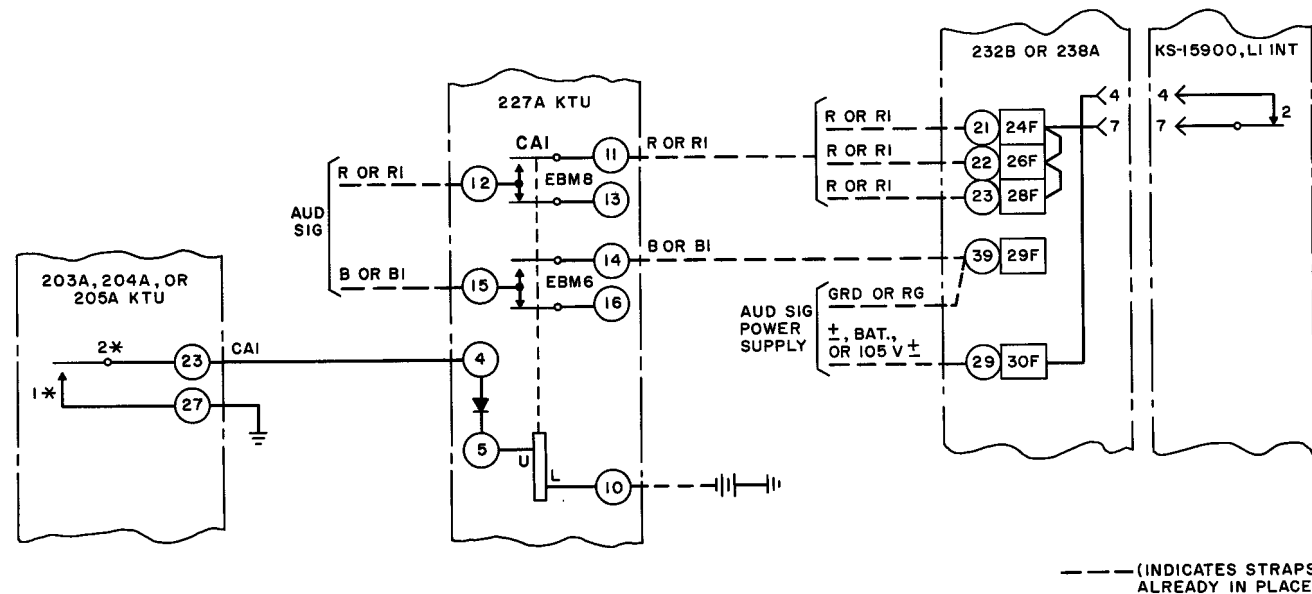 232B OR 238A
KS-15900, L1 INT
227A KTU
4
7
4
7
2
R OR R1
21
24F
CA1
11
R OR R1
R OR R1
22
26F
R OR R1
12
EBM8
13
R OR R1
23
28F
AUD
SIG
14
B OR B1
39
29F
B OR B1
15
EBM6
16
203A, 204A, OR
205A KTU
GRD OR RG
AUD SIG
POWER
SUPPLY
±, BAT.,
OR 105 V ±
29
30F
2*
23
CA1
4
1*
27
5
U
L
10
(INDICATES STRAPS
ALREADY IN PLACE